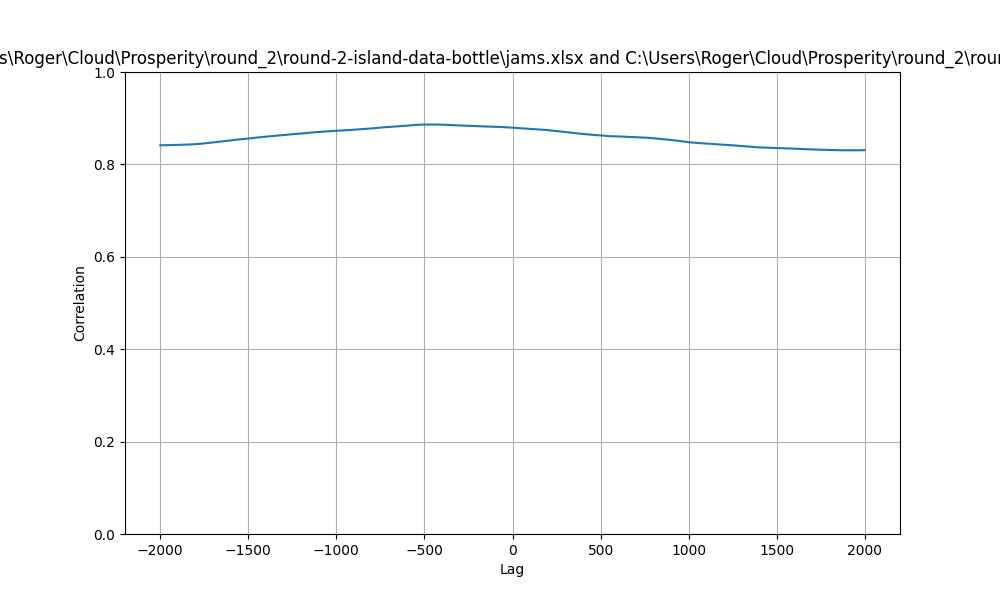 s\Roger\Cloud\Prosperity\round_2\round-2-island-data-bottle\jams.xlsx and C:\Users\Roger\Cloud\Prosperity\round_2\roun
1.0
0.8
0.6
0.4
0.2
0.0
Correlation
−2000 −1500 −1000 −500 0 500 1000 1500 2000
Lag